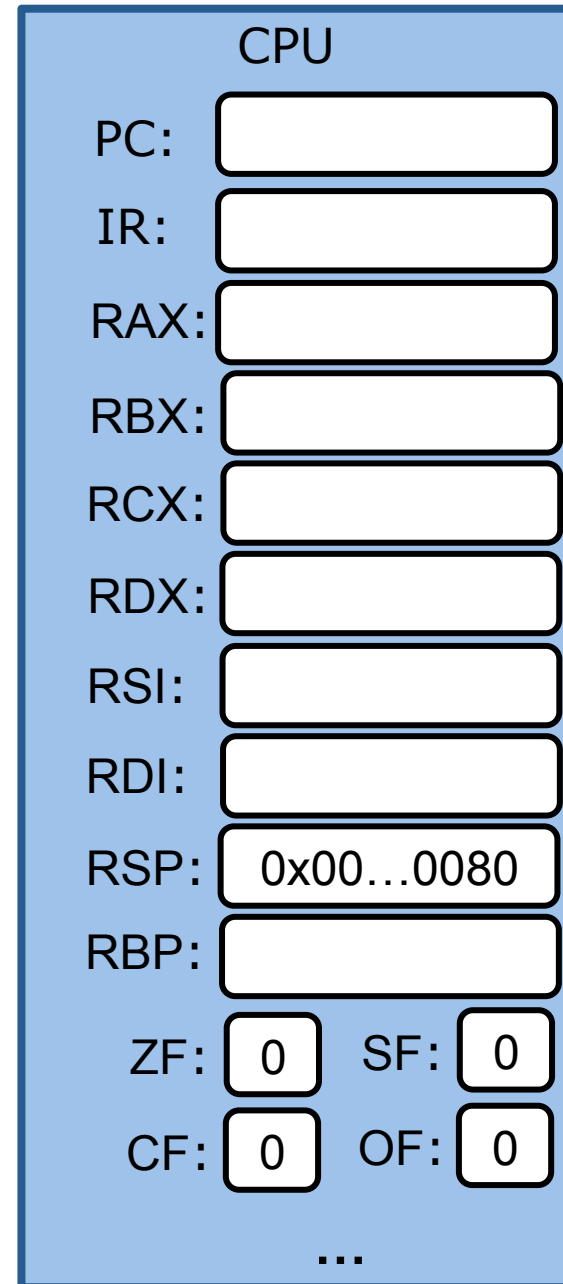 CPU
PC:
IR:
RAX:
RBX:
RCX:
RDX:
RSI:
RDI:
RSP: 0x00…0080
RBP:
ZF: 0 SF: 0
CF: 0 OF: 0
…